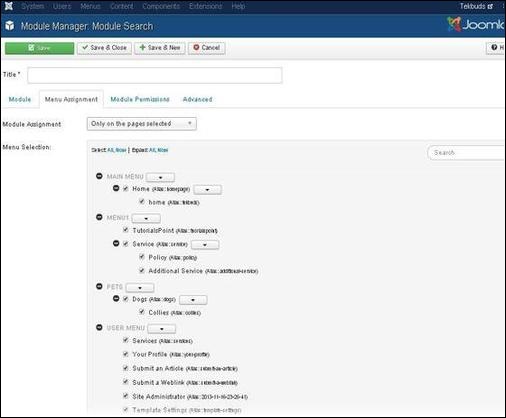 System Users Menus Content Components Extensions Help Tekbuds
Module Manager: Module Search
Save Save & Close Save & New Cancel
Title *
Module Menu Assignment Module Permissions Advanced
Module Assignment Only on the pages selected
Menu Selection: Select: All, None | Expand: All, None Search
MAIN MENU
Home (Alias: homepage)
home (Alias: tekbuds)
MENU1
TutorialsPoint (Alias: tutorialspoint)
Service (Alias: service)
Policy (Alias: policy)
Additional Service (Alias: additional-service)
PETS
Dogs (Alias: dogs)
Collies (Alias: collies)
USER MENU
Services (Alias: services)
Your Profile (Alias: your-profile)
Submit an Article (Alias: submit-an-article)
Submit a Weblink (Alias: submit-a-weblink)
Site Administrator (Alias: 2013-11-16-23-26-41)
Template Settings (Alias: template-settings)